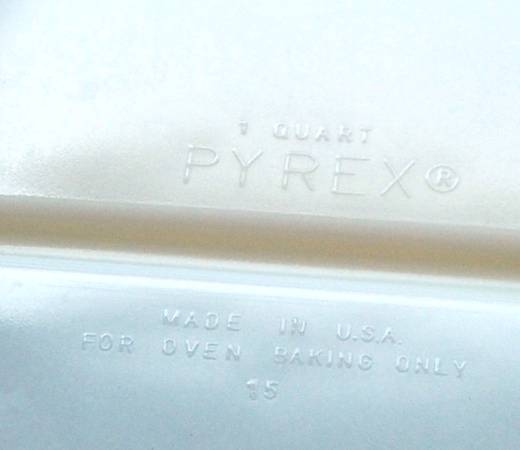 1 QUART
PYREX®
MADE IN U.S.A.
FOR OVEN BAKING ONLY
15